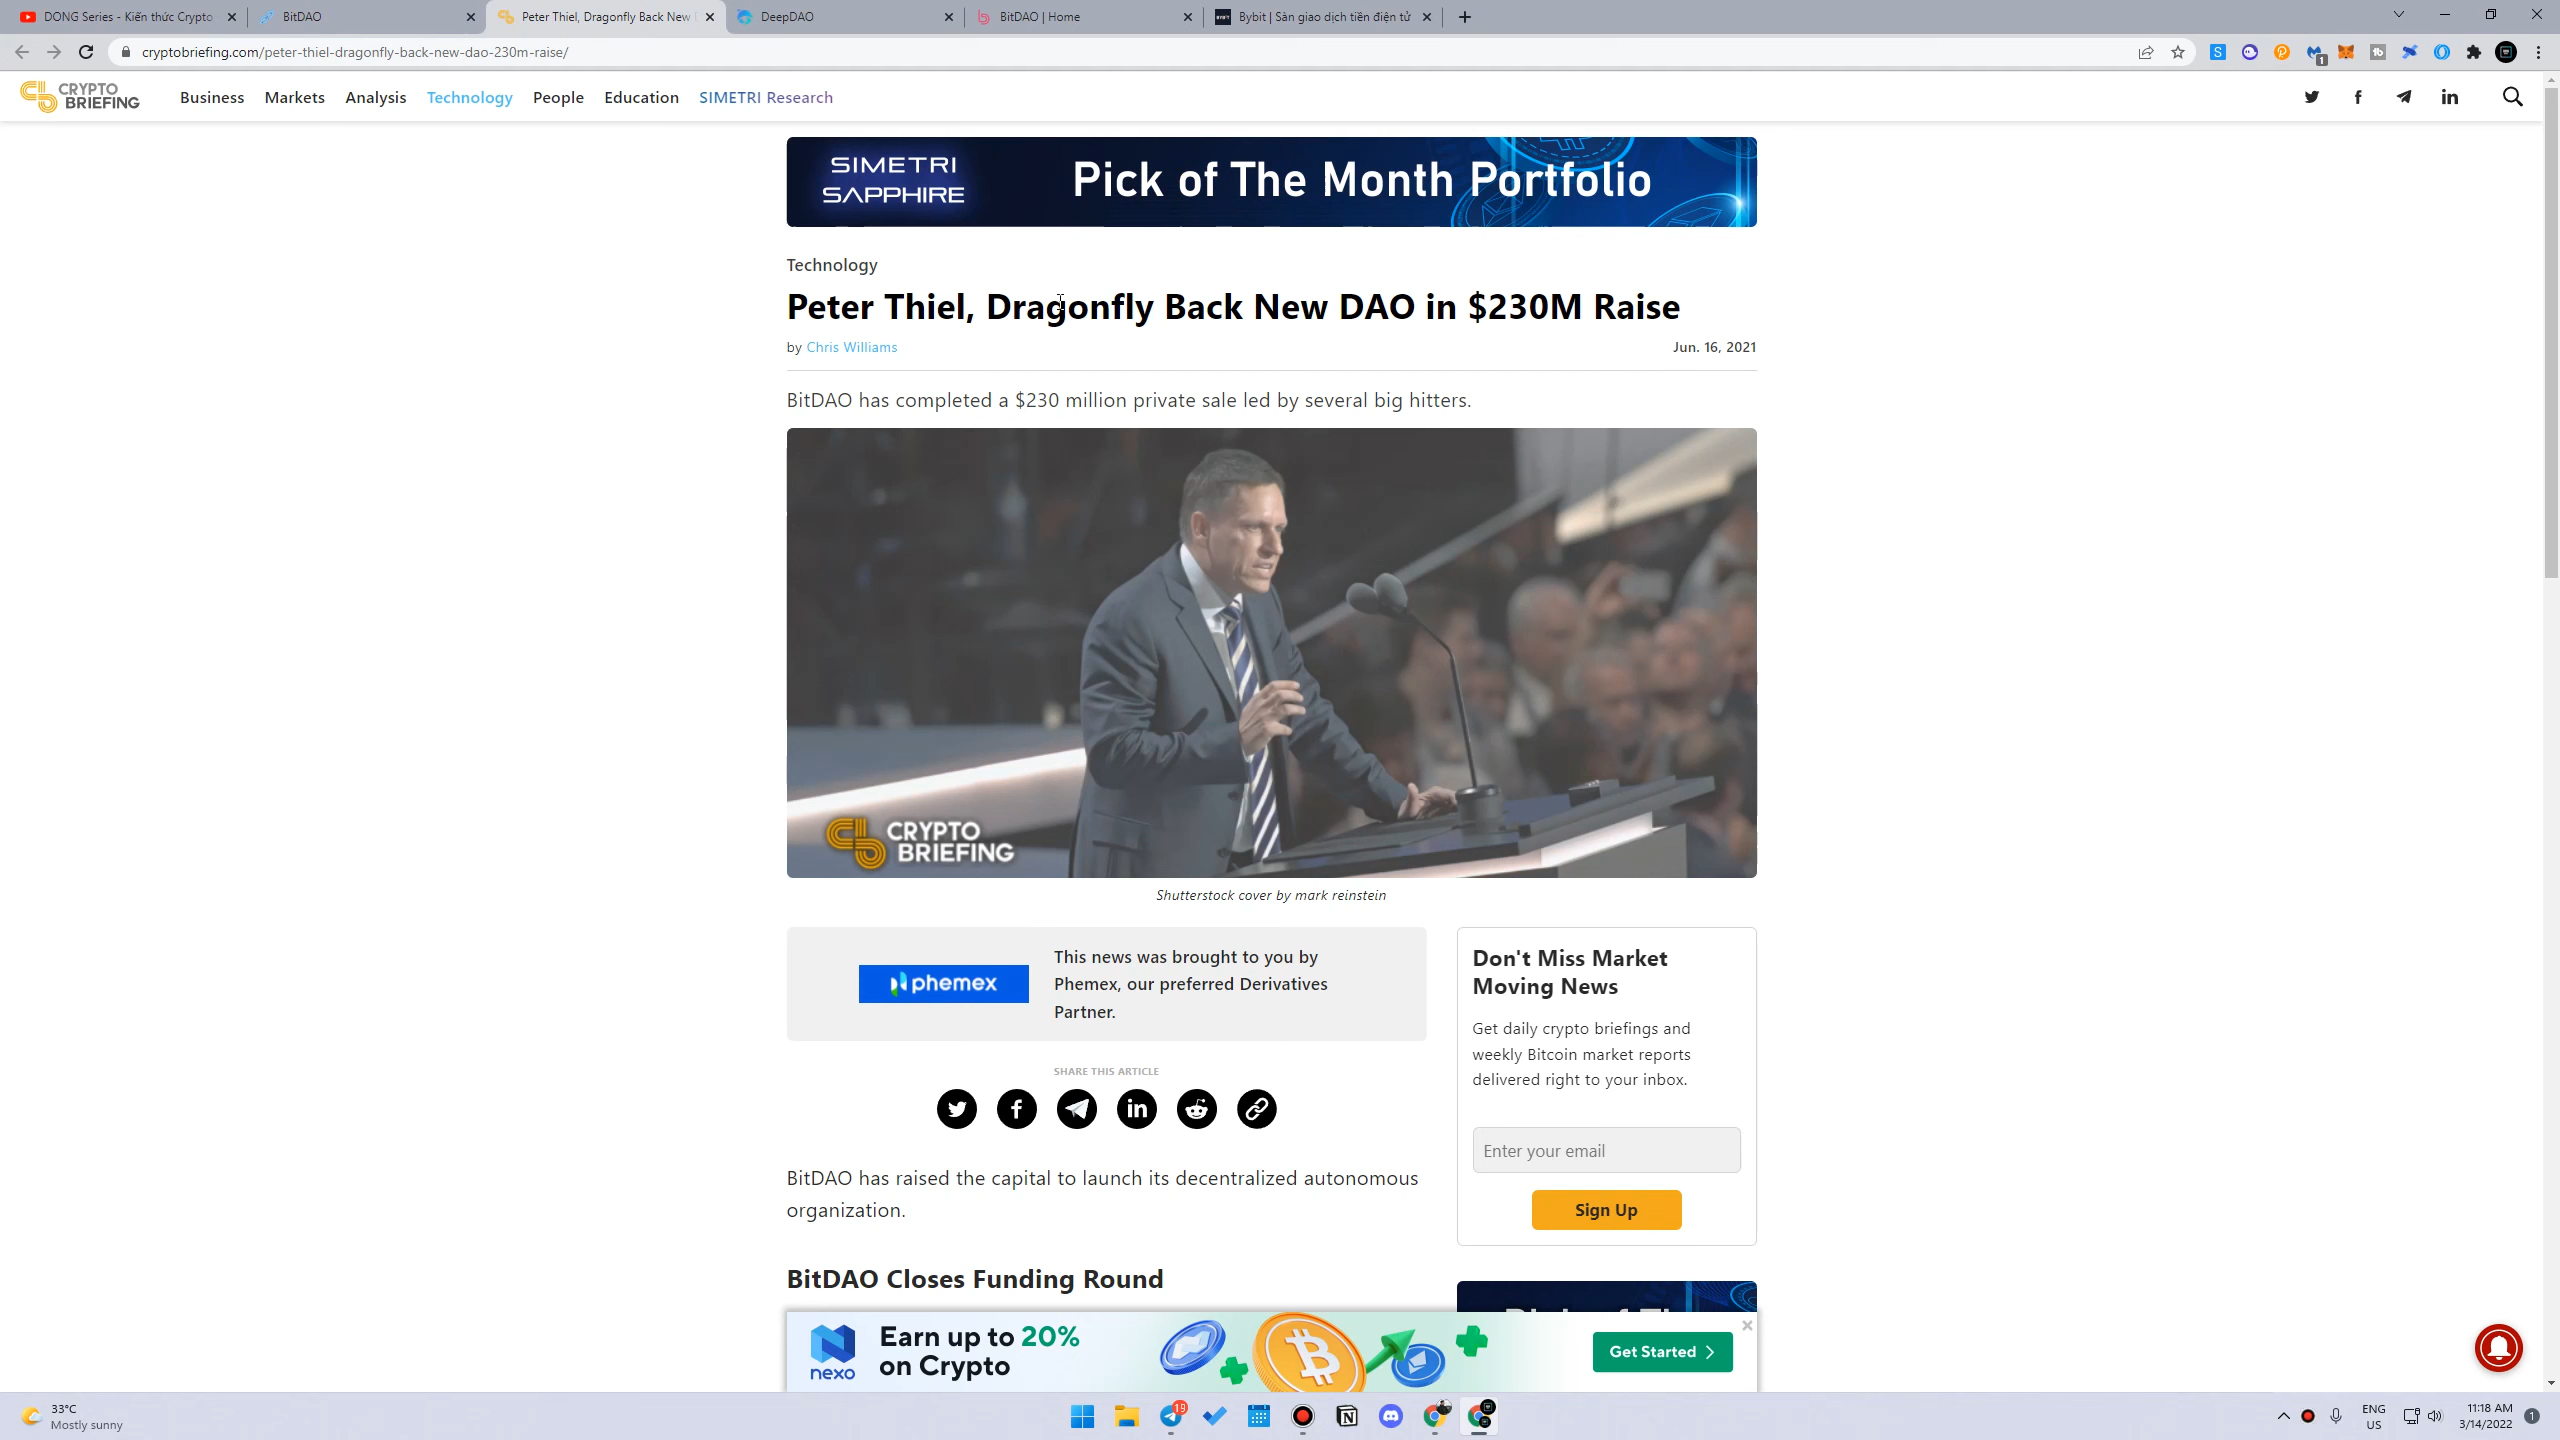 DONG Series - Kiến thức Crypto
BitDAO
Peter Thiel, Dragonfly Back New
DeepDAO
BitDAO | Home
Bybit | Sàn giao dịch tiền điện tử
cryptobriefing.com/peter-thiel-dragonfly-back-new-dao-230m-raise/
CRYPTO
BRIEFING
Business
Markets
Analysis
Technology
People
Education
SIMETRI Research
SIMETRI
SAPPHIRE
Pick of The Month Portfolio
Technology
Peter Thiel, Dragonfly Back New DAO in $230M Raise
by Chris Williams
Jun. 16, 2021
BitDAO has completed a $230 million private sale led by several big hitters.
CRYPTO
BRIEFING
Shutterstock cover by mark reinstein
phemex
This news was brought to you by
Phemex, our preferred Derivatives
Partner.
SHARE THIS ARTICLE
BitDAO has raised the capital to launch its decentralized autonomous
organization.
BitDAO Closes Funding Round
Don't Miss Market
Moving News
Get daily crypto briefings and
weekly Bitcoin market reports
delivered right to your inbox.
Enter your email
Sign Up
nexo
Earn up to 20%
on Crypto
Get Started
33°C
Mostly sunny
19
ENG
US
11:18 AM
3/14/2022
1